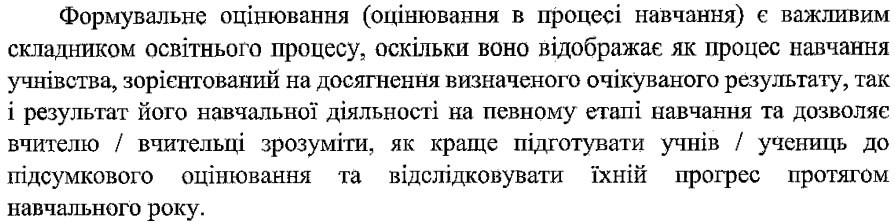 Формувальне оцінювання (оцінювання в процесі навчання) є важливим
складником освітнього процесу, оскільки воно відображає як процес навчання
учнівства, зорієнтований на досягнення визначеного очікуваного результату, так
і результат його навчальної діяльності на певному етапі навчання та дозволяє
вчителю / вчительці зрозуміти, як краще підготувати учнів / учениць до
підсумкового оцінювання та відслідковувати їхній прогрес протягом
навчального року.